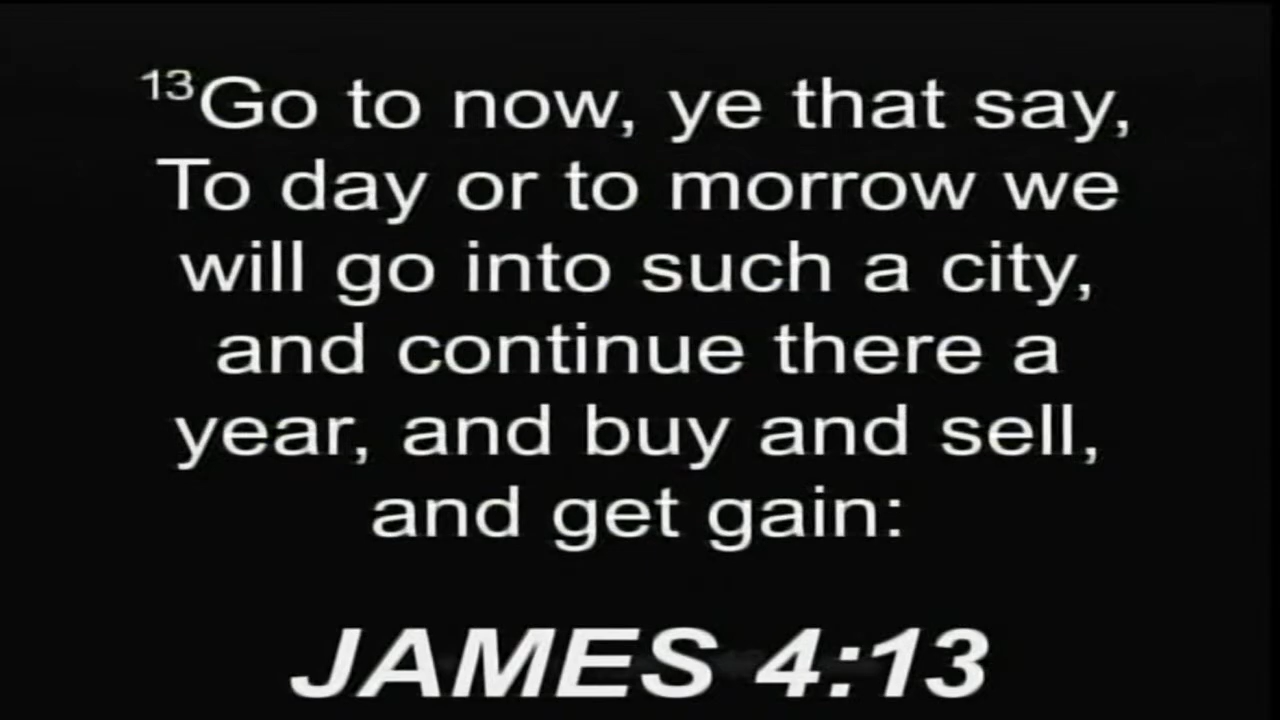 13Go to now, ye that say,
To day or to morrow we
will go into such a city,
and continue there a
year, and buy and sell,
and get gain:
JAMES 4:13